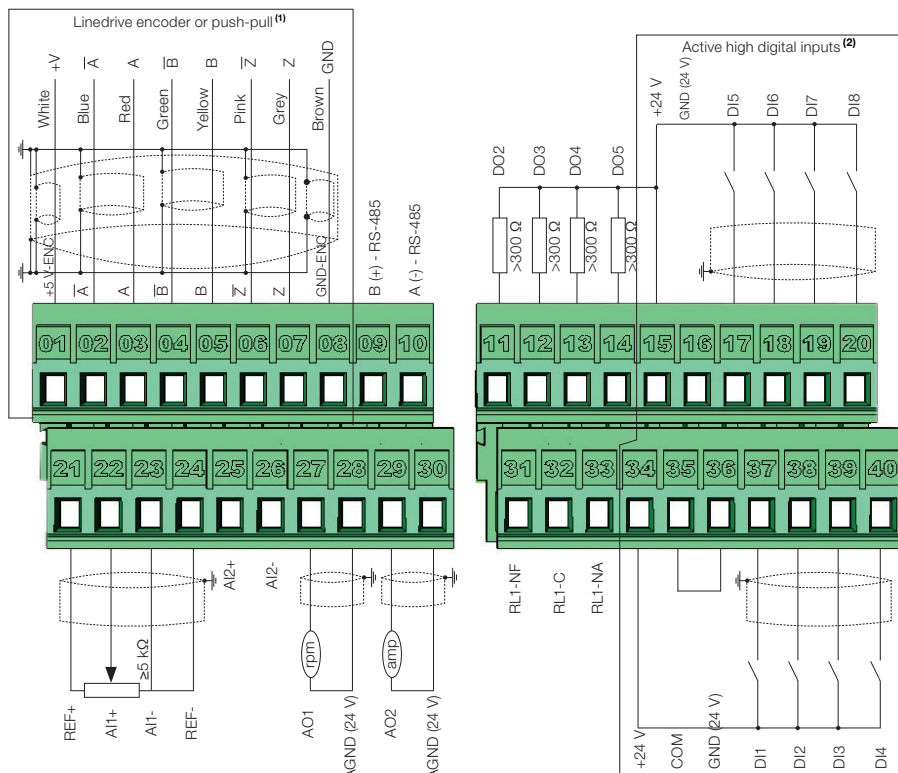 Linedrive encoder or push-pull (1)
+V
A̅
A
B̅
B
Z̅
Z
GND
White
Blue
Red
Green
Yellow
Pink
Grey
Brown
+5 V-ENC
A̅
A
B̅
B
Z̅
Z
GND-ENC
B (+) - RS-485
A (-) - RS-485
01 02 03 04 05 06 07 08 09 10
21 22 23 24 25 26 27 28 29 30
AI2+
AI2-
≥5 kΩ
rpm
amp
REF+
AI1+
AI1-
REF-
AO1
AGND (24 V)
AO2
AGND (24 V)
Active high digital inputs (2)
+24 V
GND (24 V)
DI5
DI6
DI7
DI8
DO2
DO3
DO4
DO5
>300 Ω
>300 Ω
>300 Ω
>300 Ω
11 12 13 14 15 16 17 18 19 20
31 32 33 34 35 36 37 38 39 40
RL1-NF
RL1-C
RL1-NA
+24 V
COM
GND (24 V)
DI1
DI2
DI3
DI4